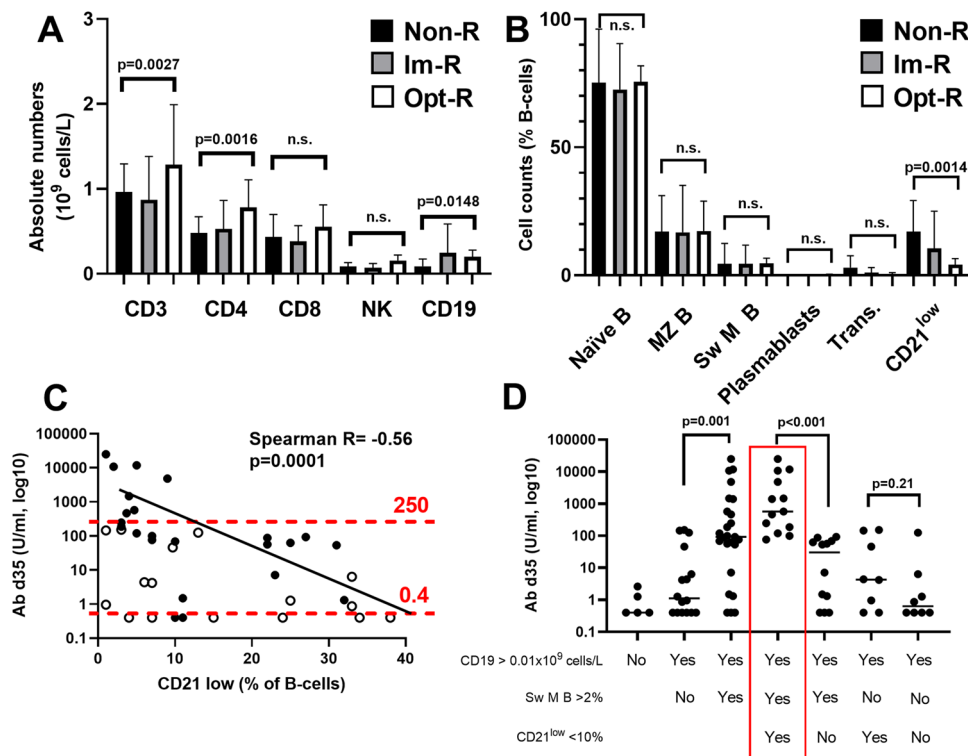 A
Non-R
Im-R
Opt-R
p=0.0027
p=0.0016
n.s.
n.s.
p=0.0148
Absolute numbers
(10⁹ cells/L)
3
2
1
0
CD3 CD4 CD8 NK CD19
B
Non-R
Im-R
Opt-R
n.s.
n.s.
n.s.
n.s.
n.s.
p=0.0014
Cell counts (% B-cells)
100
50
0
Naïve B
MZ B
Sw M B
Plasmablasts
Trans.
CD21low
C
Spearman R= -0.56
p=0.0001
250
0.4
Ab d35 (U/ml, log10)
100000
10000
1000
100
10
1
0.1
0 10 20 30 40
CD21 low (% of B-cells)
D
p=0.001
p<0.001
p=0.21
Ab d35 (U/ml, log10)
100000
10000
1000
100
10
1
0.1
CD19 > 0.01x10⁹ cells/L No Yes Yes Yes Yes Yes Yes
Sw M B >2% No Yes Yes Yes No No
CD21low <10% Yes No Yes No